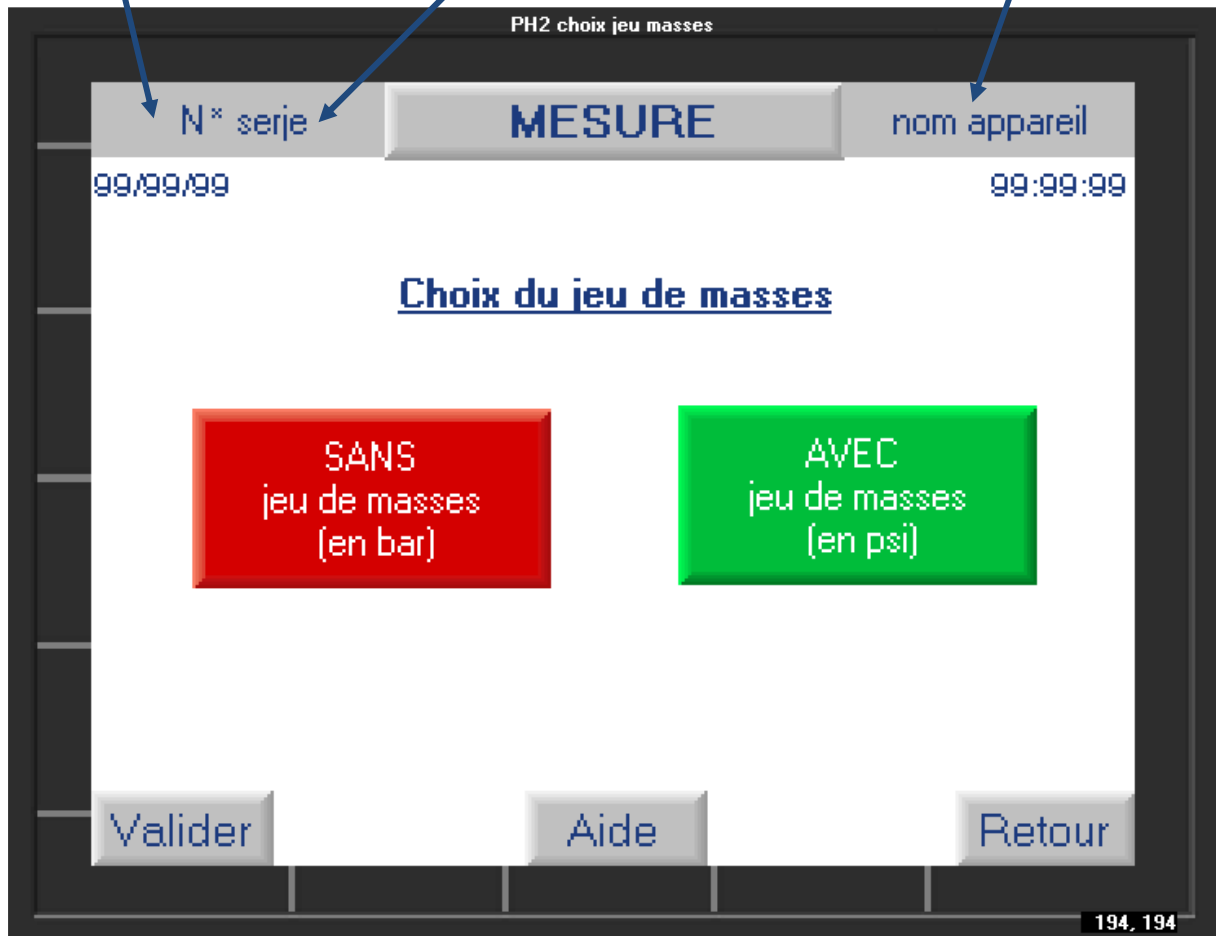 PH2 choix jeu masses
N* serje
MESURE
nom appareil
99/99/99
99:99:99
Choix du jeu de masses
SANS
jeu de masses
(en bar)
AVEC
jeu de masses
(en psi)
Valider
Aide
Retour
194, 194